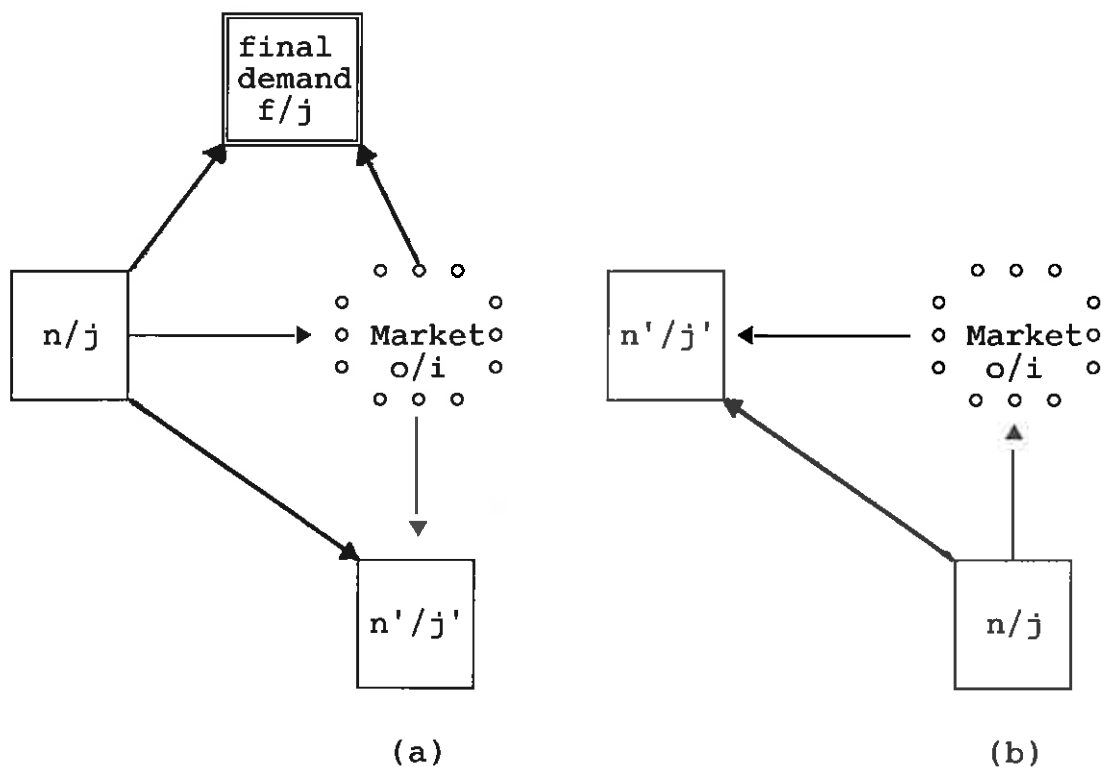 final
demand
f/j
n/j
Market
o/i
n'/j'
(a)
n'/j'
Market
o/i
n/j
(b)